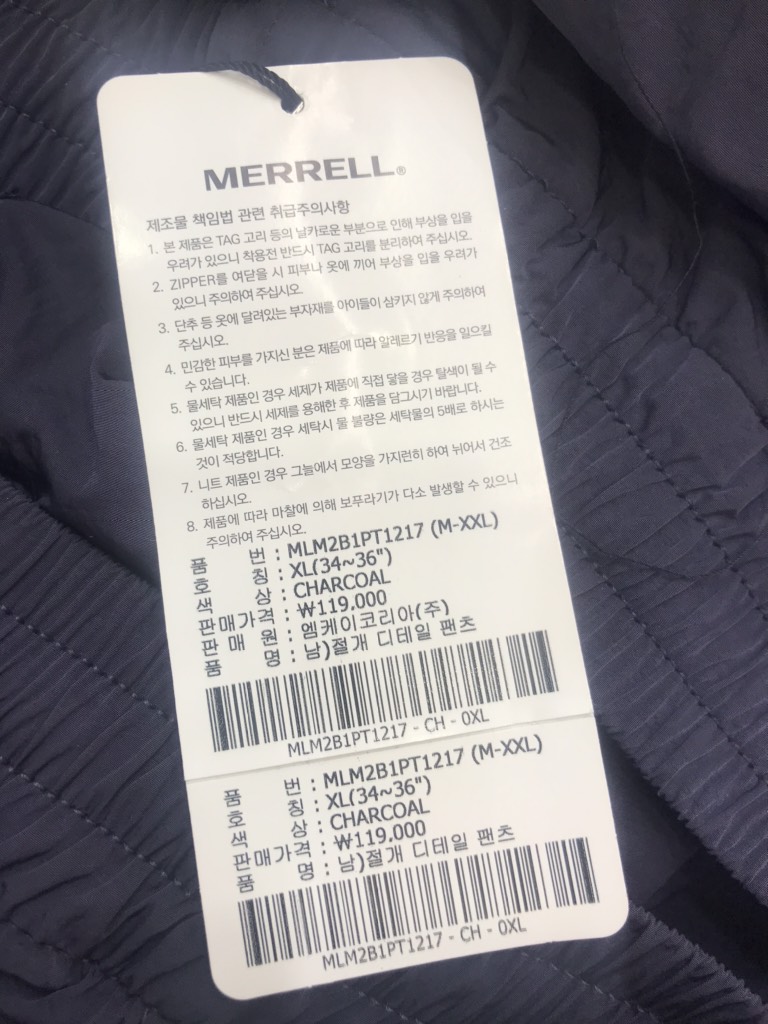 MERRELL®
제조물 책임법 관련 취급주의사항
1. 본 제품은 TAG 고리 등의 날카로운 부분으로 인해 부상을 입을
우려가 있으니 착용전 반드시 TAG 고리를 분리하여 주십시오.
2. ZIPPER를 여닫을 시 피부나 옷에 끼어 부상을 입을 우려가
있으니 주의하여 주십시오.
3. 단추 등 옷에 달려있는 부자재를 아이들이 삼키지 않게 주의하여
주십시오.
4. 민감한 피부를 가지신 분은 제품에 따라 알레르기 반응을 일으킬
수 있습니다.
5. 물세탁 제품인 경우 세제가 제품에 직접 닿을 경우 탈색이 될 수
있으니 반드시 세제를 용해한 후 제품을 담그시기 바랍니다.
6. 물세탁 제품인 경우 세탁시 물 불량은 세탁물의 5배로 하시는
것이 적당합니다.
7. 니트 제품인 경우 그늘에서 모양을 가지런히 하여 뉘어서 건조
하십시오.
8. 제품에 따라 마찰에 의해 보푸라기가 다소 발생할 수 있으니
주의하여 주십시오.
품 번 : MLM2B1PT1217 (M-XXL)
호 칭 : XL(34~36")
색 상 : CHARCOAL
판매가격 : ₩119,000
판 매 원 : 엠케이코리아(주)
품 명 : 남)절개 디테일 팬츠
MLM2B1PT1217 - CH - 0XL
품 번 : MLM2B1PT1217 (M-XXL)
호 칭 : XL(34~36")
색 상 : CHARCOAL
판매가격 : ₩119,000
품 명 : 남)절개 디테일 팬츠
MLM2B1PT1217 - CH - 0XL